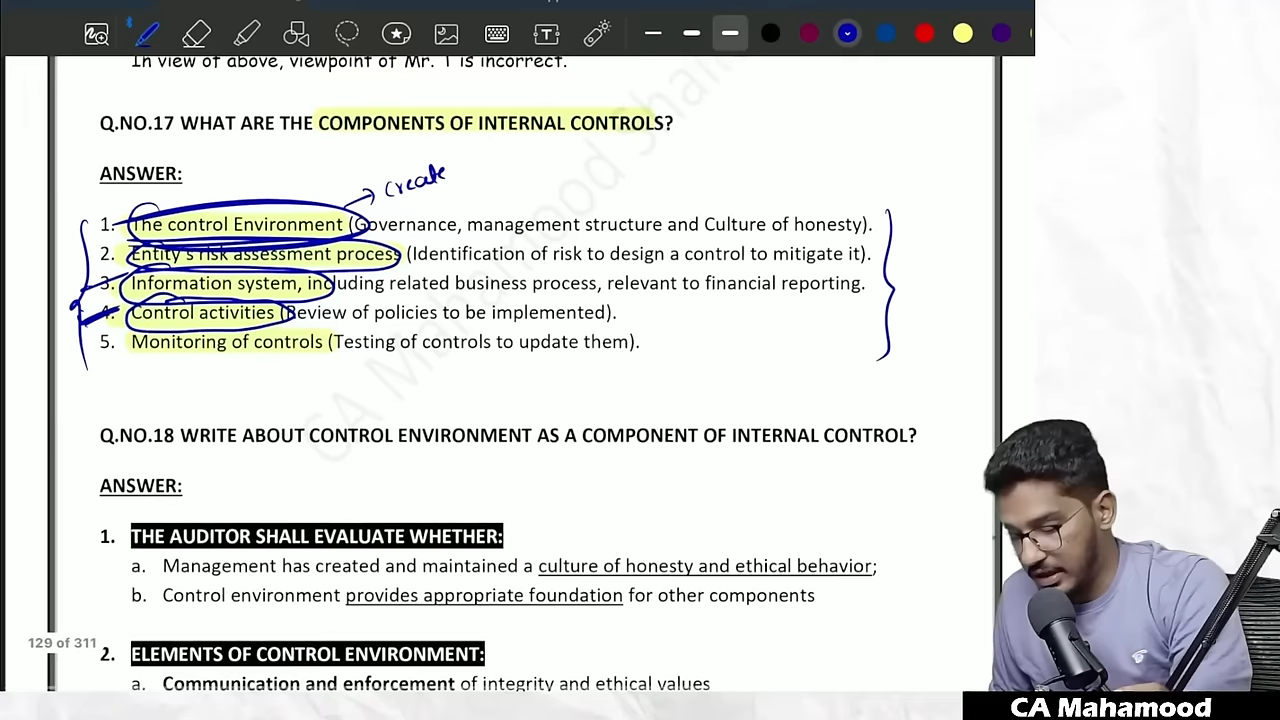 In view of above, viewpoint of Mr. T is incorrect.
Q.NO.17 WHAT ARE THE COMPONENTS OF INTERNAL CONTROLS?
create
ANSWER:
1. The control Environment (Governance, management structure and Culture of honesty).
2. Entity's risk assessment process (Identification of risk to design a control to mitigate it).
3. Information system, including related business process, relevant to financial reporting.
4. Control activities (Review of policies to be implemented).
5. Monitoring of controls (Testing of controls to update them).
CA Mahamood
Q.NO.18 WRITE ABOUT CONTROL ENVIRONMENT AS A COMPONENT OF INTERNAL CONTROL?
ANSWER:
1. THE AUDITOR SHALL EVALUATE WHETHER:
a. Management has created and maintained a culture of honesty and ethical behavior;
b. Control environment provides appropriate foundation for other components
129 of 311
2. ELEMENTS OF CONTROL ENVIRONMENT:
a. Communication and enforcement of integrity and ethical values
CA Mahamood